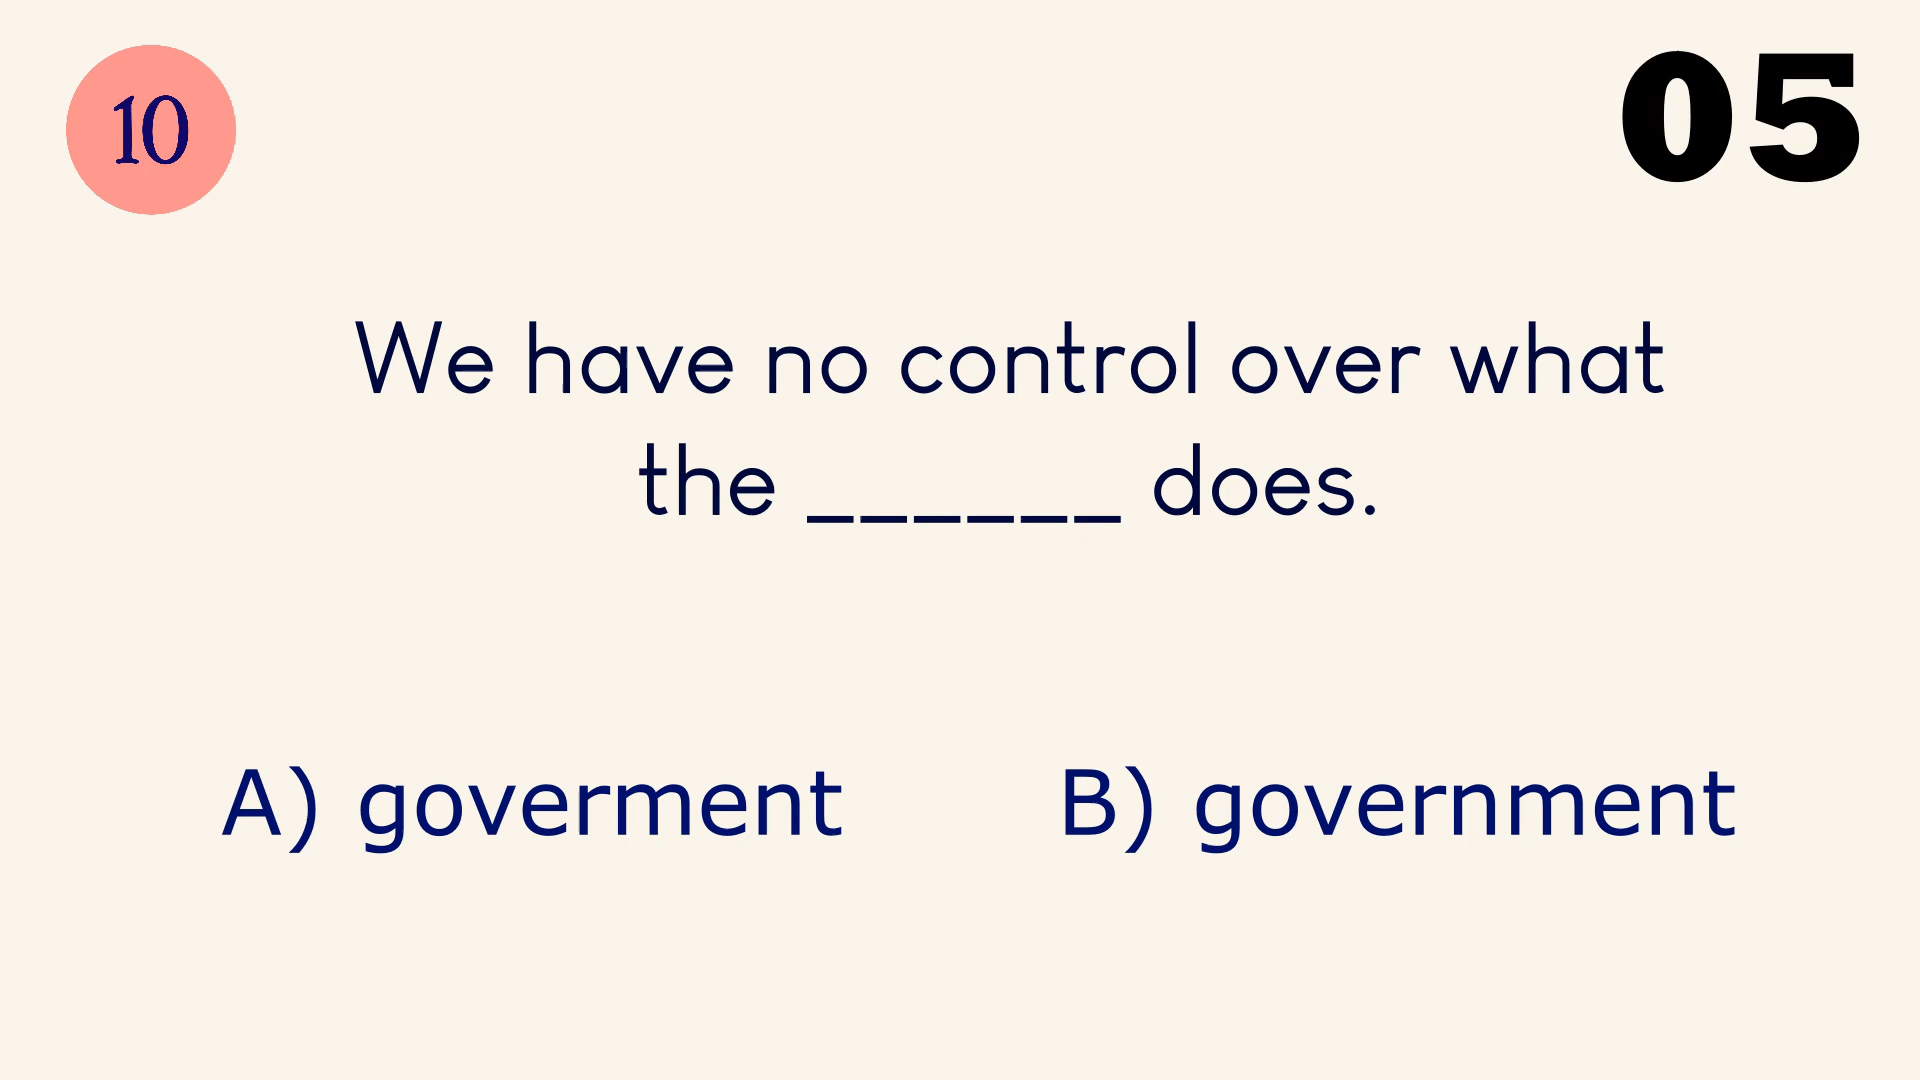 10
05
We have no control over what
the ______ does.
A) goverment
B) government